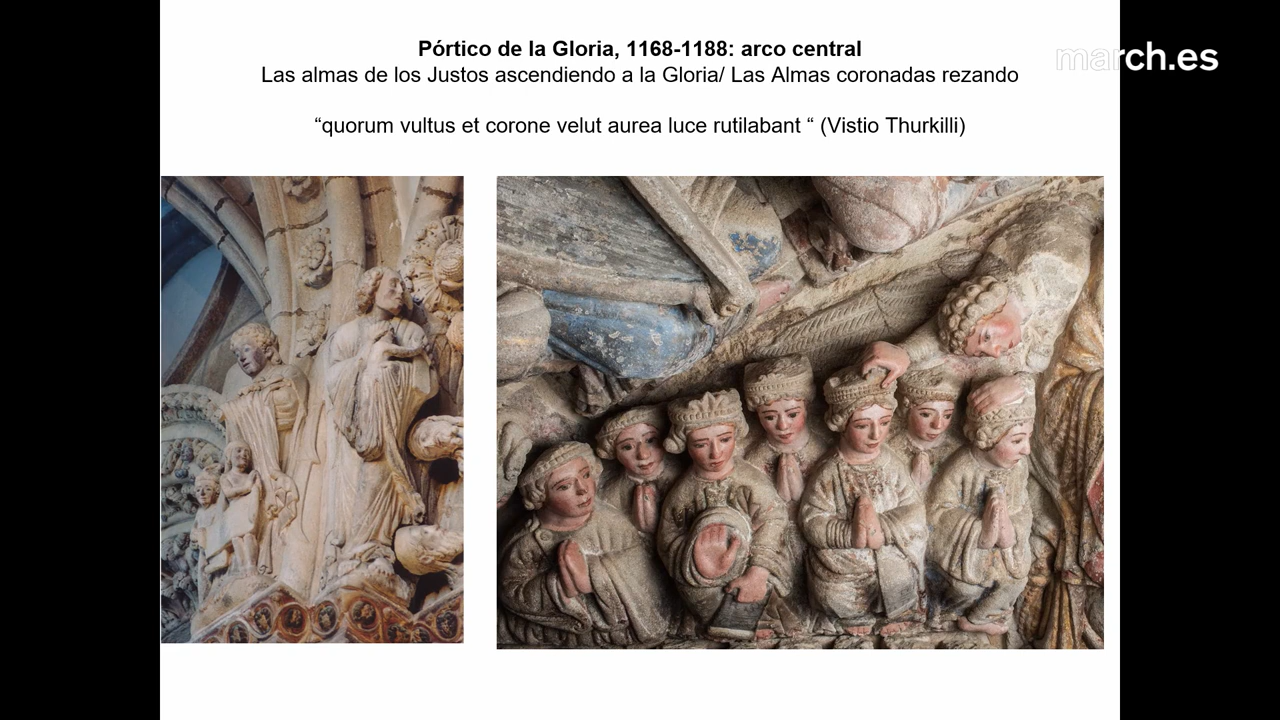 Pórtico de la Gloria, 1168-1188: arco central
march.es
Las almas de los Justos ascendiendo a la Gloria/ Las Almas coronadas rezando
“quorum vultus et corone velut aurea luce rutilabant “ (Vistio Thurkilli)